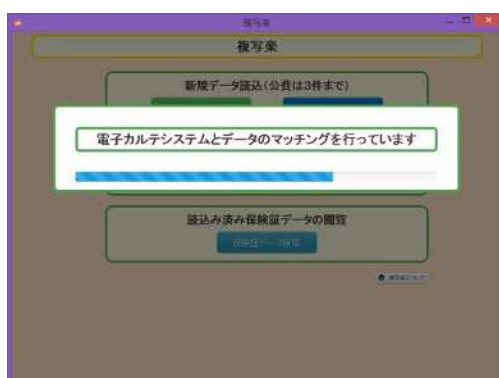 複写楽
複写楽
新規データ読込(公費は3件まで)
電子カルテシステムとデータのマッチングを行っています
読込み済み保険証データの閲覧